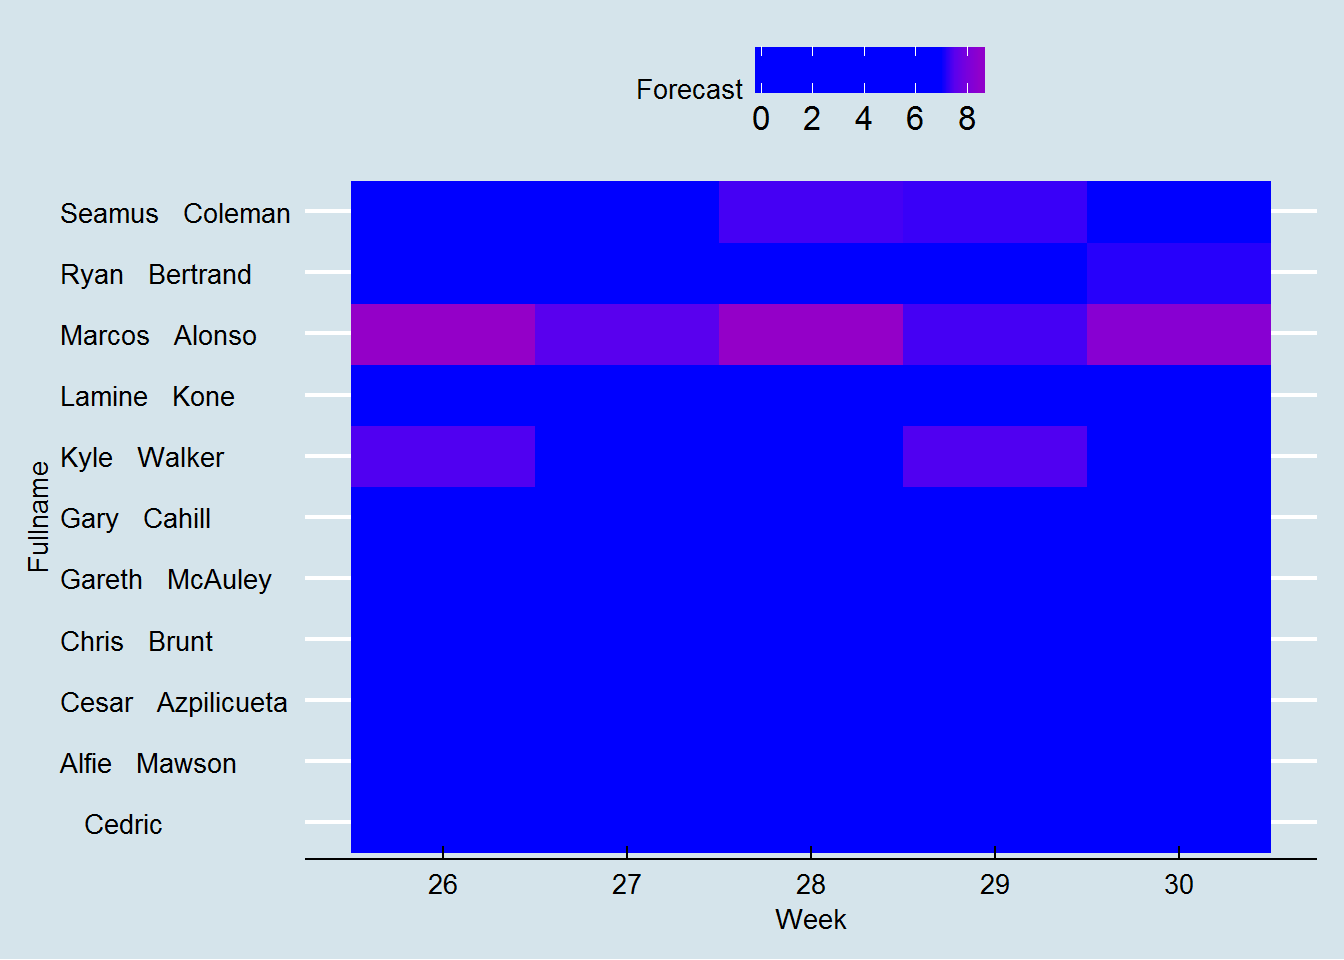 Forecast
0 2 4 6 8
Seamus Coleman
Ryan Bertrand
Marcos Alonso
Lamine Kone
Kyle Walker
Gary Cahill
Gareth McAuley
Chris Brunt
Cesar Azpilicueta
Alfie Mawson
Cedric
Fullname
26 27 28 29 30
Week